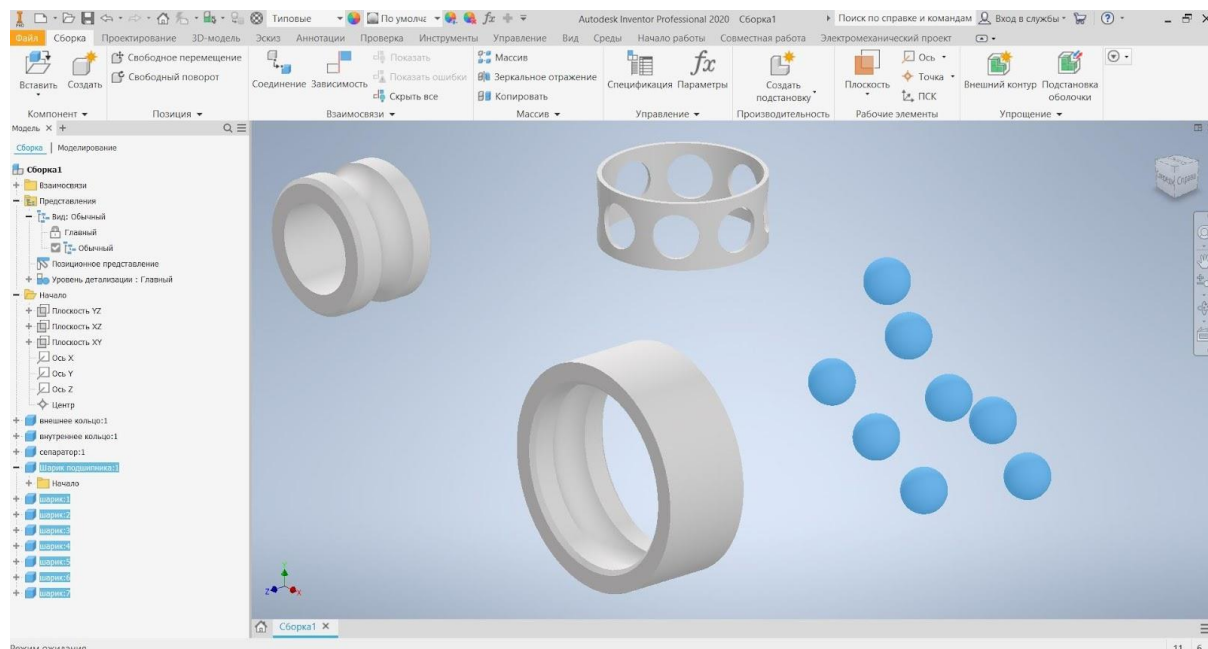 Типовые По умолч fx Autodesk Inventor Professional 2020 Сборка1 Поиск по справке и командам Вход в службы
Файл Сборка Проектирование 3D-модель Эскиз Аннотации Проверка Инструменты Управление Вид Среды Начало работы Совместная работа Электромеханический проект
Вставить Создать Свободное перемещение Свободный поворот
Соединение Зависимость Показать Показать ошибки Скрыть все
Массив Зеркальное отражение Копировать
Спецификация Параметры fx
Создать подстановку
Плоскость Ось Точка ПСК
Внешний контур Подстановка оболочки
Компонент Позиция Взаимосвязи Массив Управление Производительность Рабочие элементы Упрощение
Модель × +
Сборка | Моделирование
Сборка1
Взаимосвязи
Представления
Вид: Обычный
Главный
Обычный
Позиционное представление
Уровень детализации : Главный
Начало
Плоскость YZ
Плоскость XZ
Плоскость XY
Ось X
Ось Y
Ось Z
Центр
внешнее кольцо:1
внутреннее кольцо:1
сепаратор:1
Шарик подшипника:1
Начало
шарик:1
шарик:2
шарик:3
шарик:4
шарик:5
шарик:6
шарик:7
Z X
Сборка1 ×
Режим ожидания
11 6